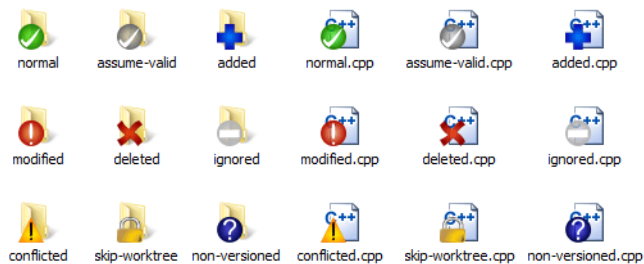 C++ C++ C++
normal assume-valid added normal.cpp assume-valid.cpp added.cpp
C++ C++ C++
modified deleted ignored modified.cpp deleted.cpp ignored.cpp
C++ C++ C++
conflicted skip-worktree non-versioned conflicted.cpp skip-worktree.cpp non-versioned.cpp